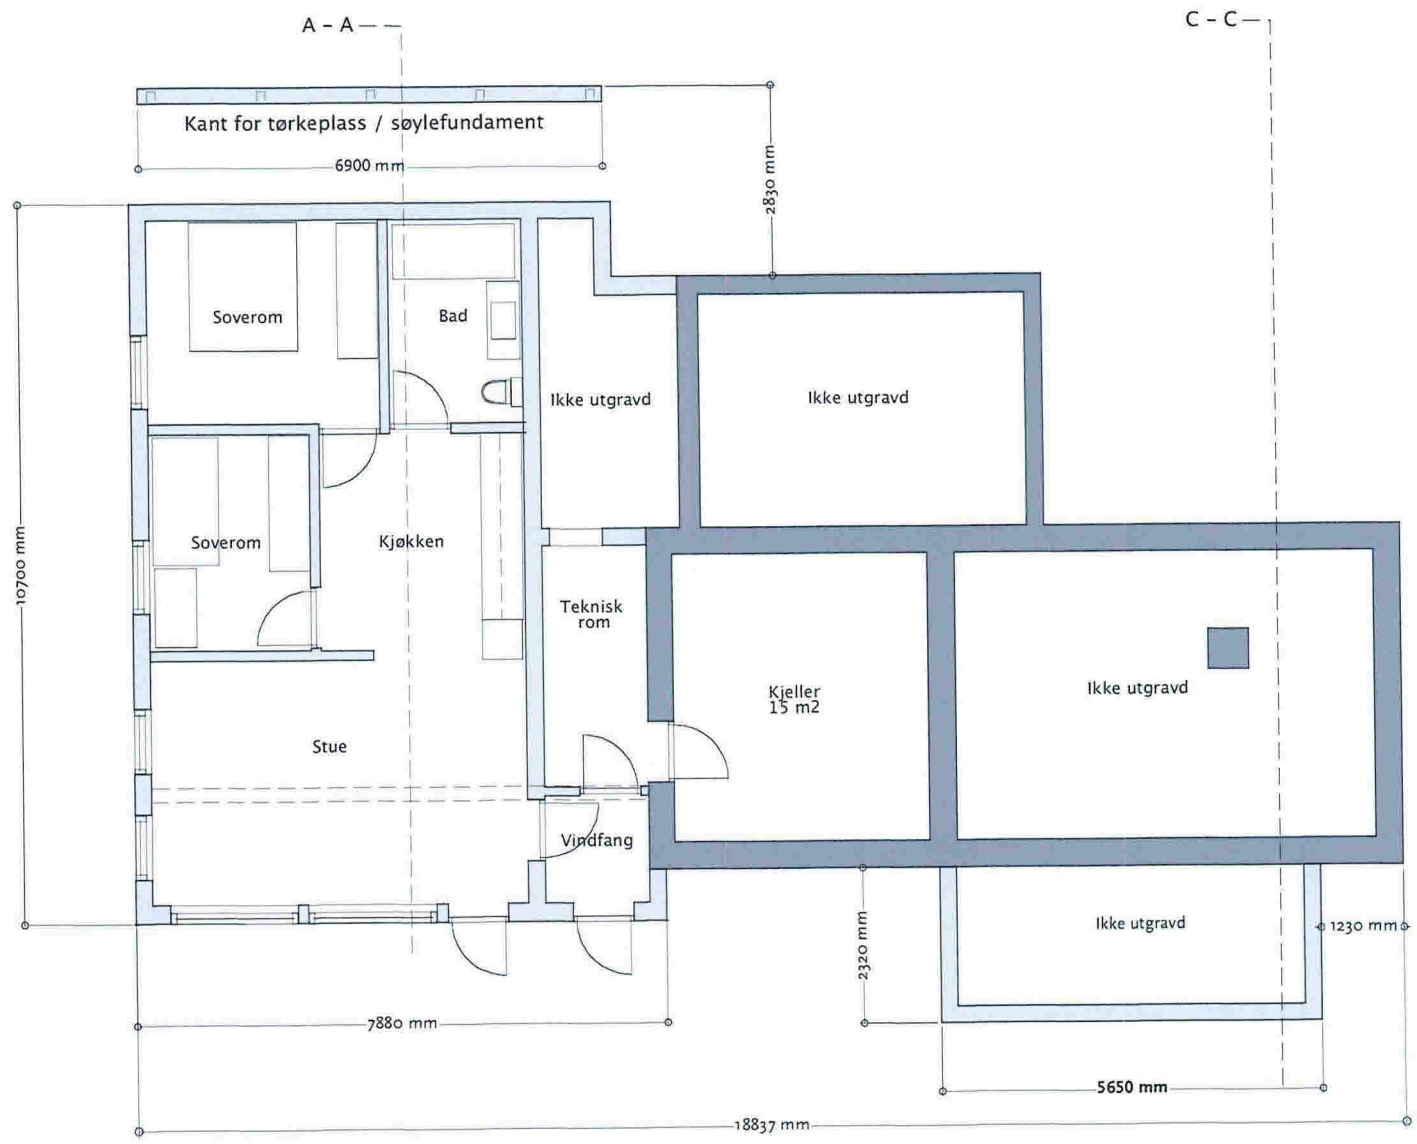 A - A
C - C
Kant for tørkeplass / søylefundament
6900 mm
2830 mm
Soverom
Bad
Ikke utgravd
Ikke utgravd
10700 mm
Soverom
Kjøkken
Teknisk
rom
Kjeller
15 m2
Ikke utgravd
Stue
Vindfang
Ikke utgravd
1230 mm
2320 mm
7880 mm
5650 mm
18837 mm